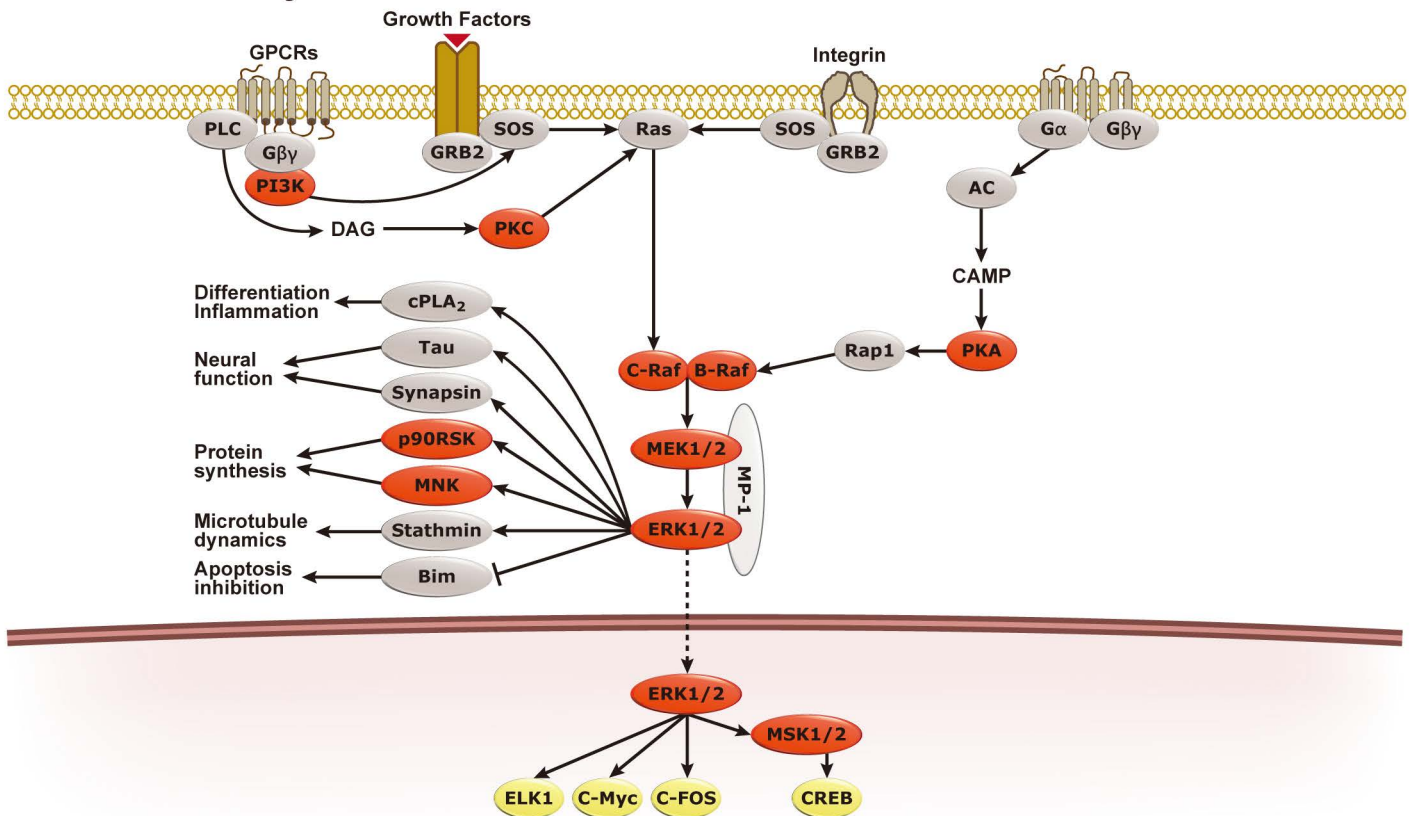 Growth Factors
GPCRs
Integrin
PLC
Gβγ
PI3K
GRB2
SOS
Ras
SOS
GRB2
Gα
Gβγ
AC
DAG
PKC
CAMP
Differentiation
Inflammation
cPLA₂
Neural
function
Tau
Synapsin
C-Raf
B-Raf
Rap1
PKA
Protein
synthesis
p90RSK
MNK
MEK1/2
MP-1
Microtubule
dynamics
Stathmin
ERK1/2
Apoptosis
inhibition
Bim
ERK1/2
MSK1/2
ELK1
C-Myc
C-FOS
CREB